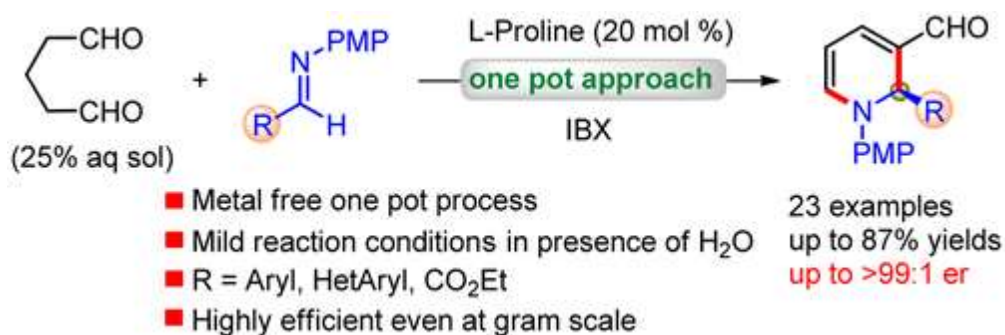 CHO
CHO
(25% aq sol)
+
N
PMP
R
H
L-Proline (20 mol %)
one pot approach
IBX
CHO
N
R
PMP
■ Metal free one pot process
■ Mild reaction conditions in presence of H₂O
■ R = Aryl, HetAryl, CO₂Et
■ Highly efficient even at gram scale
23 examples
up to 87% yields
up to >99:1 er